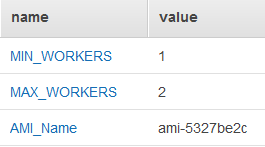 name value
MIN_WORKERS 1
MAX_WORKERS 2
AMI_Name ami-5327be2c